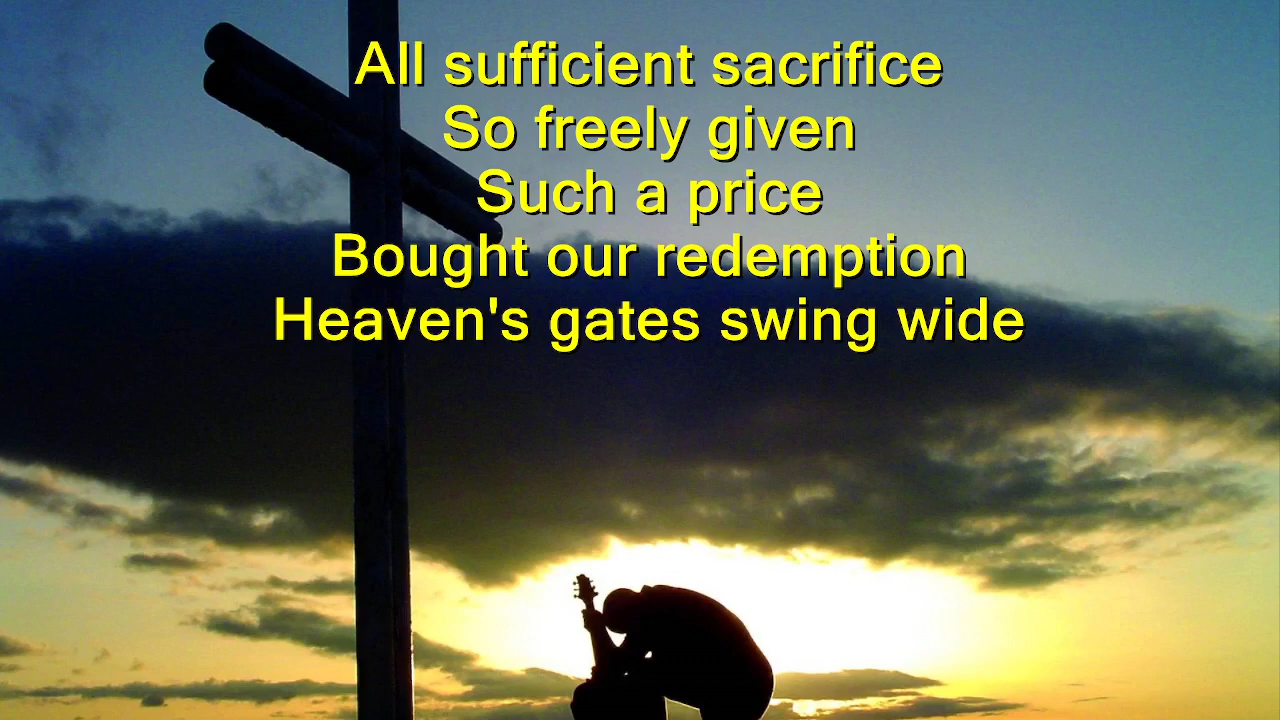 All sufficient sacrifice
So freely given
Such a price
Bought our redemption
Heaven's gates swing wide